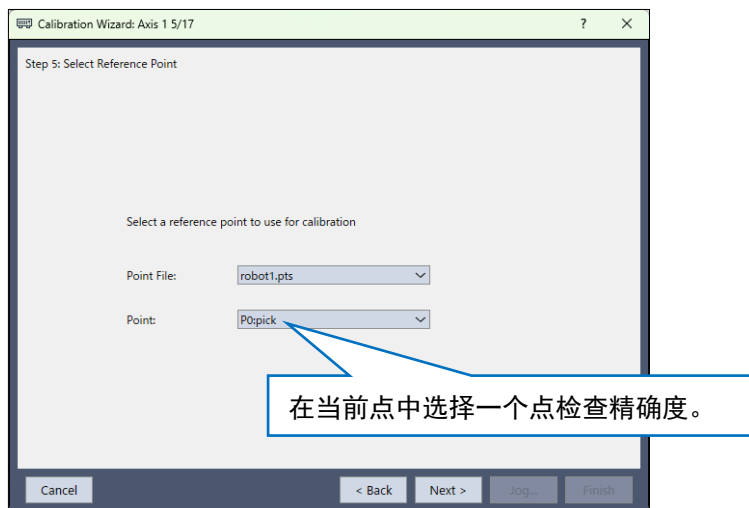 Calibration Wizard: Axis 1 5/17
Step 5: Select Reference Point
Select a reference point to use for calibration
Point File: robot1.pts
Point: P0:pick
在当前点中选择一个点检查精确度。
Cancel < Back Next > Jog... Finish